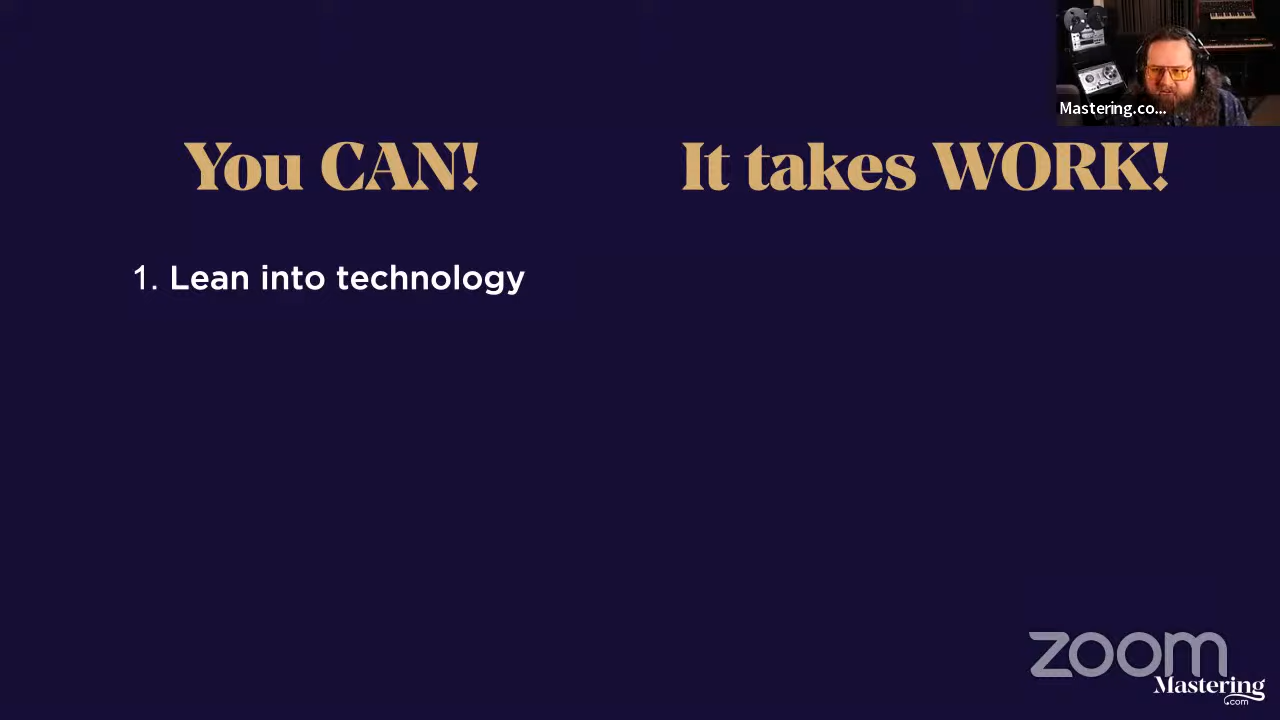 Mastering.co...
You CAN!
It takes WORK!
1. Lean into technology
zoom
Mastering
.com